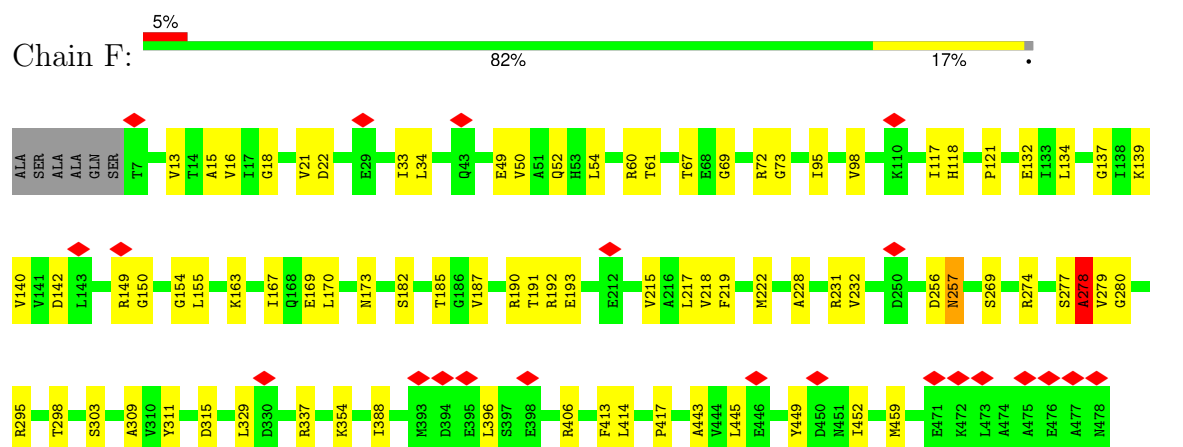 5%
Chain F:
82%
17%
•
ALA SER ALA ALA GLN SER T7 V13 T14 A15 V16 I17 G18 V21 D22 E29 I33 L34 Q43 E49 V50 A51 Q52 H53 L54 R60 T61 T67 E68 G69 R72 G73 I95 V98 K110 I117 H118 P121 E132 I133 L134 G137 I138 K139
V140 V141 D142 L143 R149 G150 G154 L155 K163 I167 Q168 E169 L170 N173 S182 T185 G186 V187 R190 T191 R192 E193 E212 V215 A216 L217 V218 F219 M222 A228 R231 V232 D250 D256 N257 S269 R274 S277 A278 V279 G280
R295 T298 S303 A309 V310 Y311 D315 L329 D330 R337 K354 I388 M393 D394 E395 L396 S397 E398 R406 F413 L414 P417 A443 V444 L445 E446 Y449 D450 N451 I452 M459 E471 K472 L473 A474 A475 E476 A477 N478